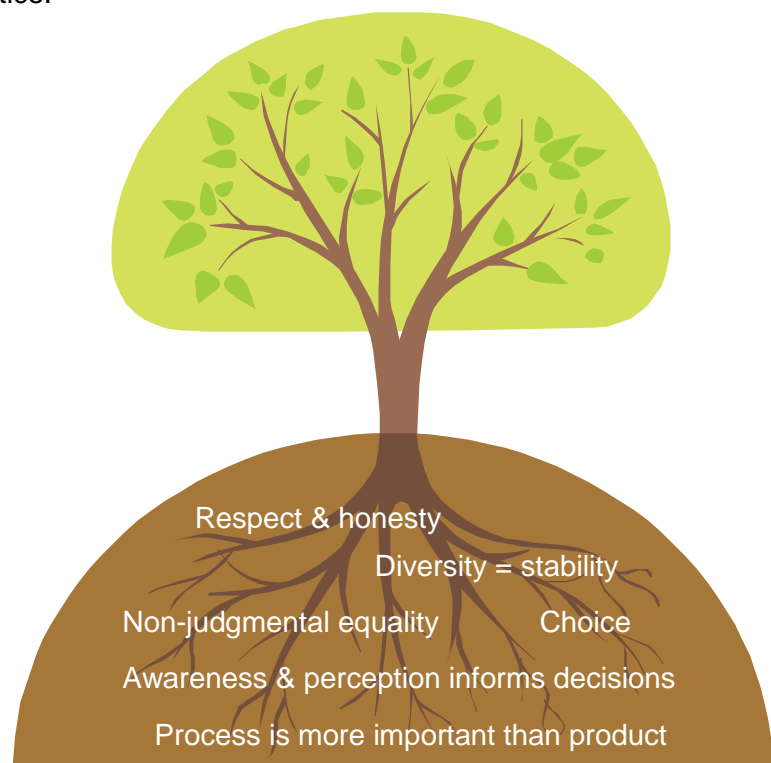 Respect & honesty
Diversity = stability
Non-judgmental equality Choice
Awareness & perception informs decisions
Process is more important than product